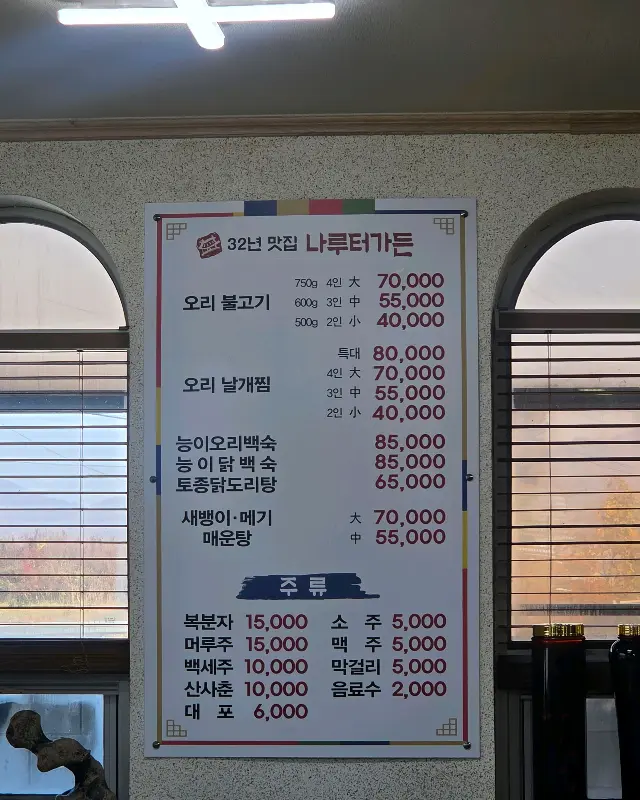 32년 맛집 나루터가든
오리 불고기
750g 4인 大 70,000
600g 3인 中 55,000
500g 2인 小 40,000
오리 날개찜
특대 80,000
4인 大 70,000
3인 中 55,000
2인 小 40,000
능이오리백숙 85,000
능이닭백숙 85,000
토종닭도리탕 65,000
새뱅이·메기
매운탕
大 70,000
中 55,000
주류
복분자 15,000 소 주 5,000
머루주 15,000 맥 주 5,000
백세주 10,000 막걸리 5,000
산사춘 10,000 음료수 2,000
대 포 6,000